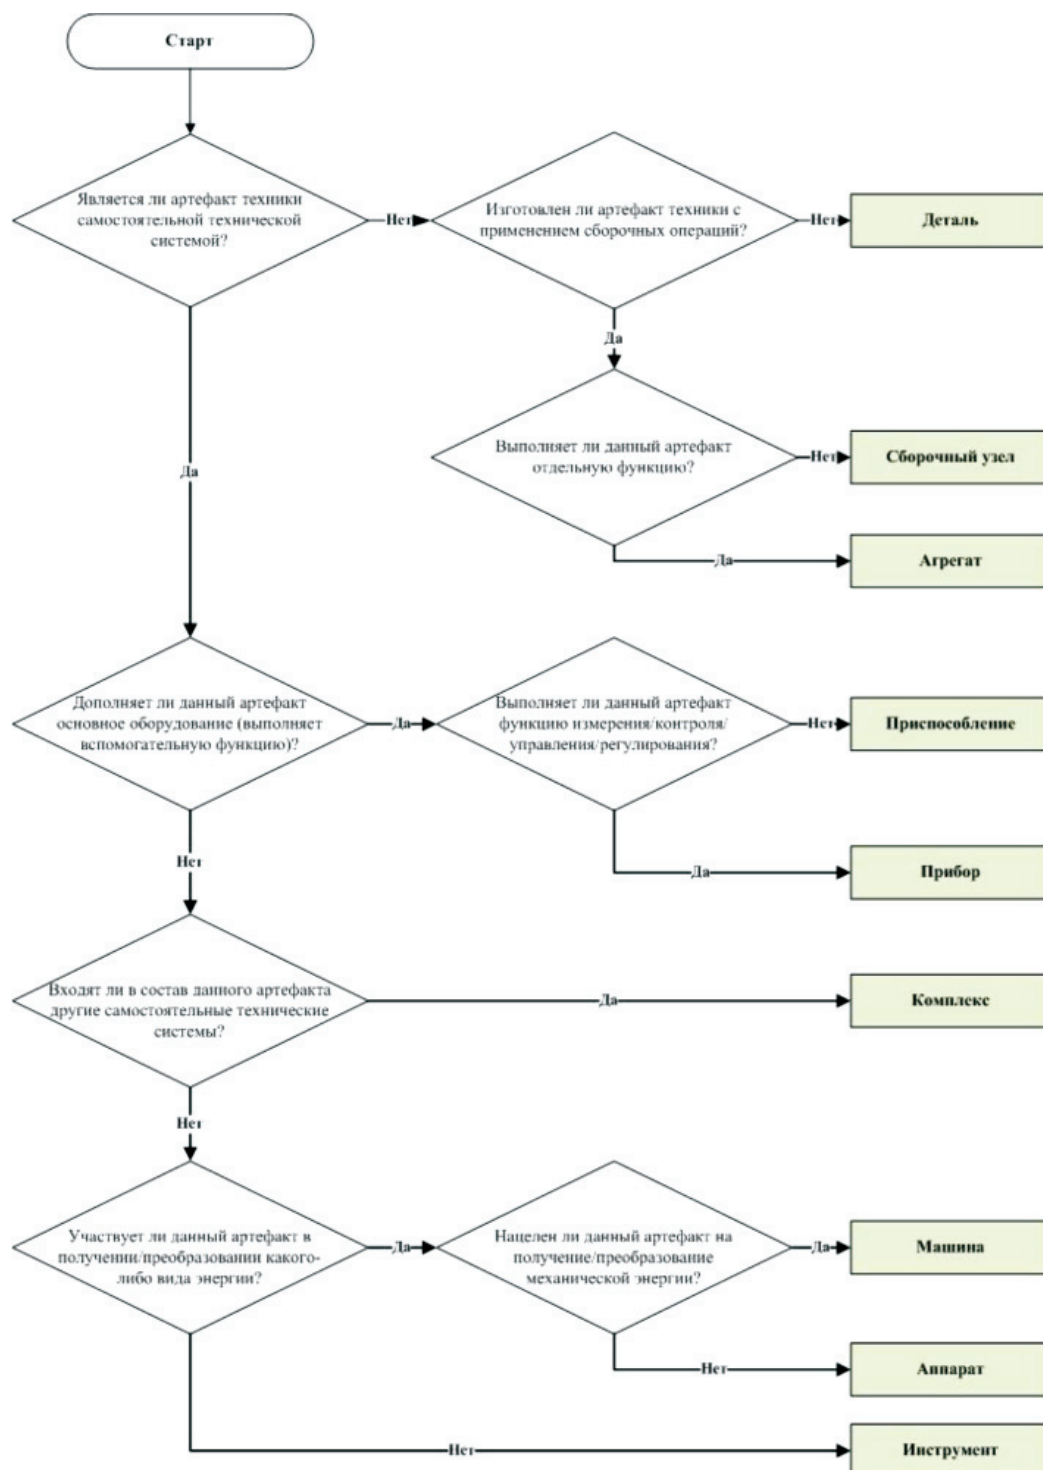 Старт
Является ли артефакт техники
самостоятельной технической
системой?
Нет
Изготовлен ли артефакт техники с
применением сборочных операций?
Нет
Деталь
Да
Да
Выполняет ли данный артефакт
отдельную функцию?
Нет
Сборочный узел
Да
Агрегат
Дополняет ли данный артефакт
основное оборудование (выполняет
вспомогательную функцию)?
Да
Выполняет ли данный артефакт
функцию измерения/контроля/
управления/регулирования?
Нет
Приспособление
Нет
Да
Прибор
Входят ли в состав данного артефакта
другие самостоятельные технические
системы?
Да
Комплекс
Нет
Участвует ли данный артефакт в
получении/преобразовании какого-
либо вида энергии?
Да
Нацелен ли данный артефакт на
получение/преобразование
механической энергии?
Да
Машина
Нет
Аппарат
Нет
Инструмент